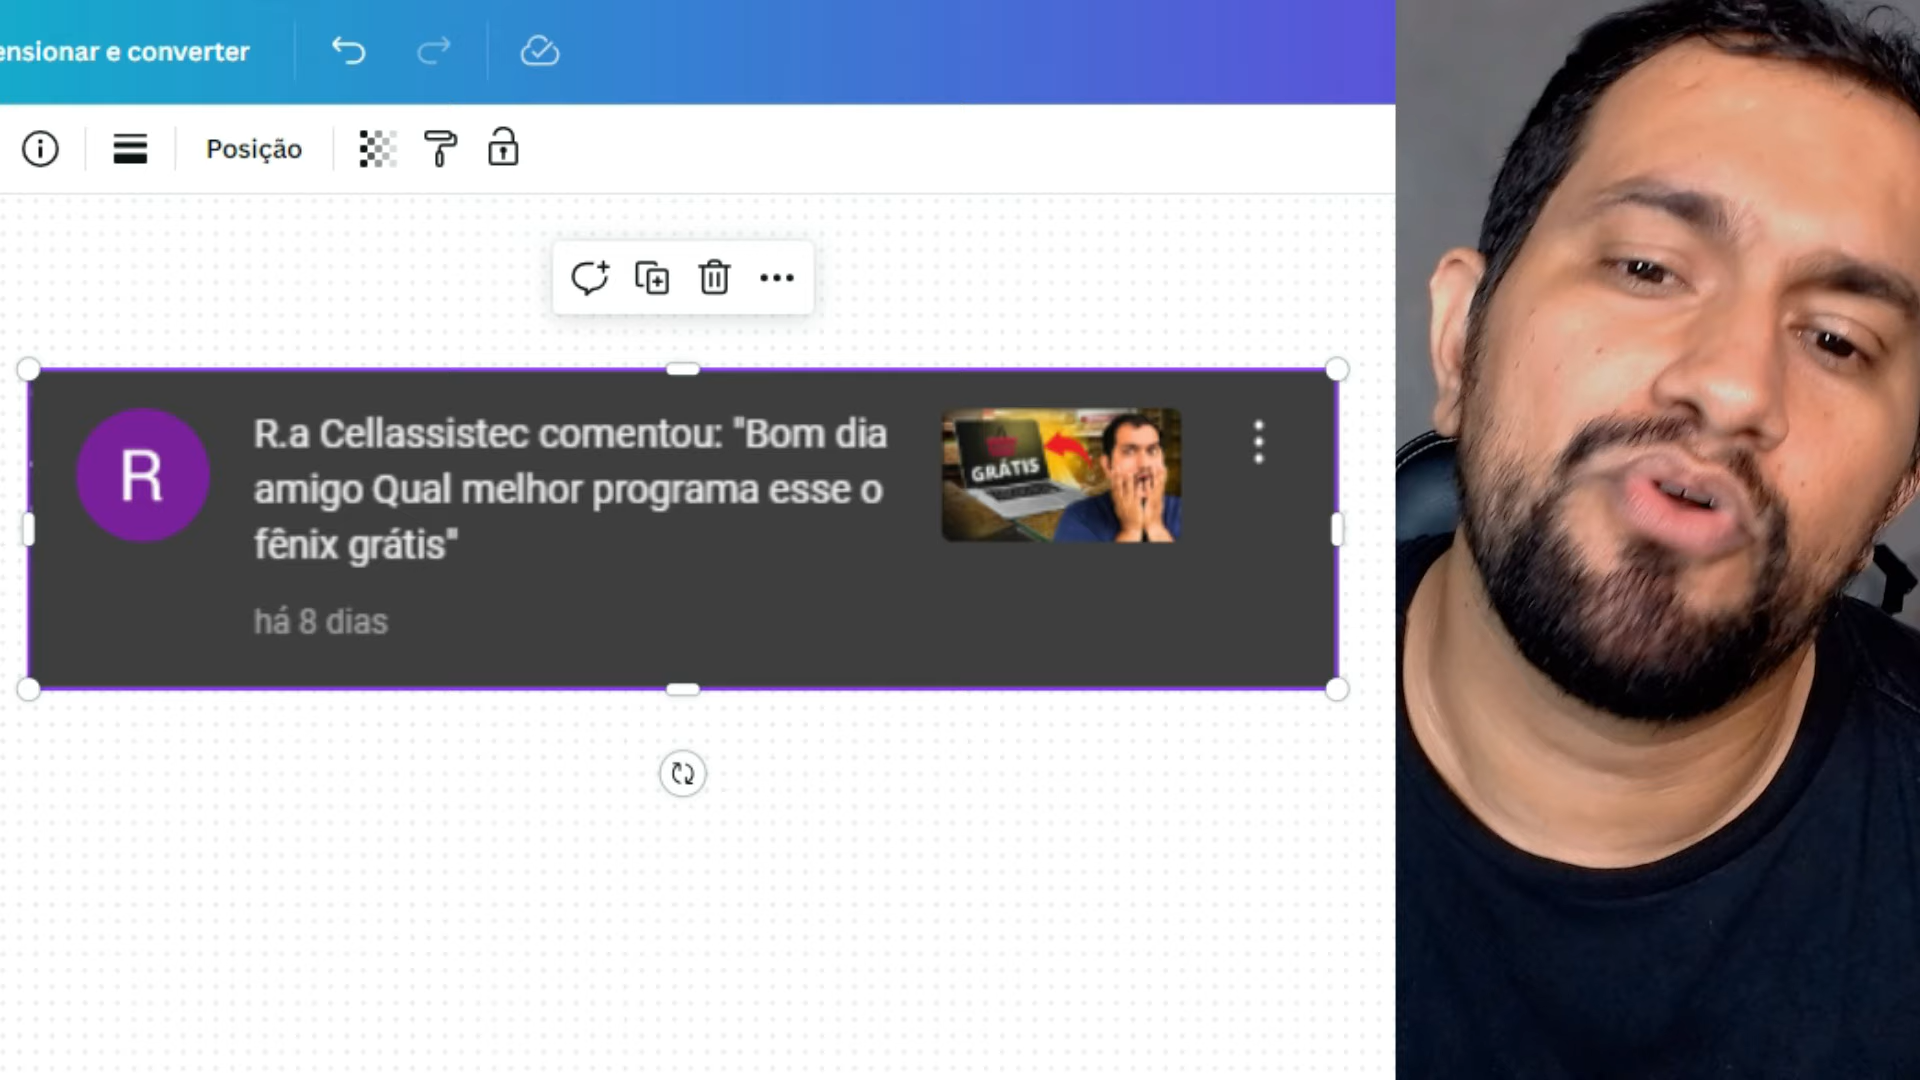 ensionar e converter
Posição
R
R.a Cellassistec comentou: "Bom dia
amigo Qual melhor programa esse o
fênix grátis"
GRÁTIS
há 8 dias